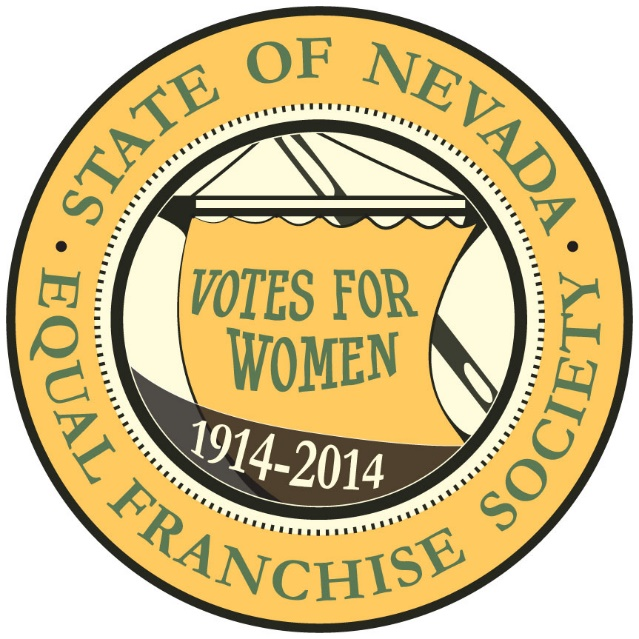 STATE OF NEVADA
VOTES FOR
WOMEN
1914-2014
EQUAL FRANCHISE SOCIETY